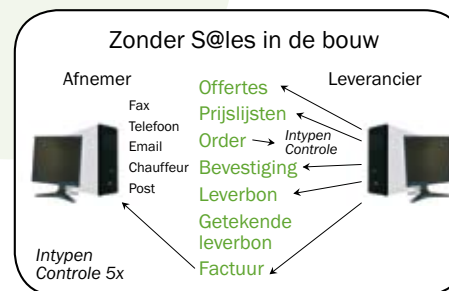 Zonder S@les in de bouw
Afnemer
Leverancier
Fax
Telefoon
Email
Chauffeur
Post
Offertes
Prijslijsten
Order
Bevestiging
Leverbon
Getekende
leverbon
Factuur
Intypen
Controle
Intypen
Controle 5x